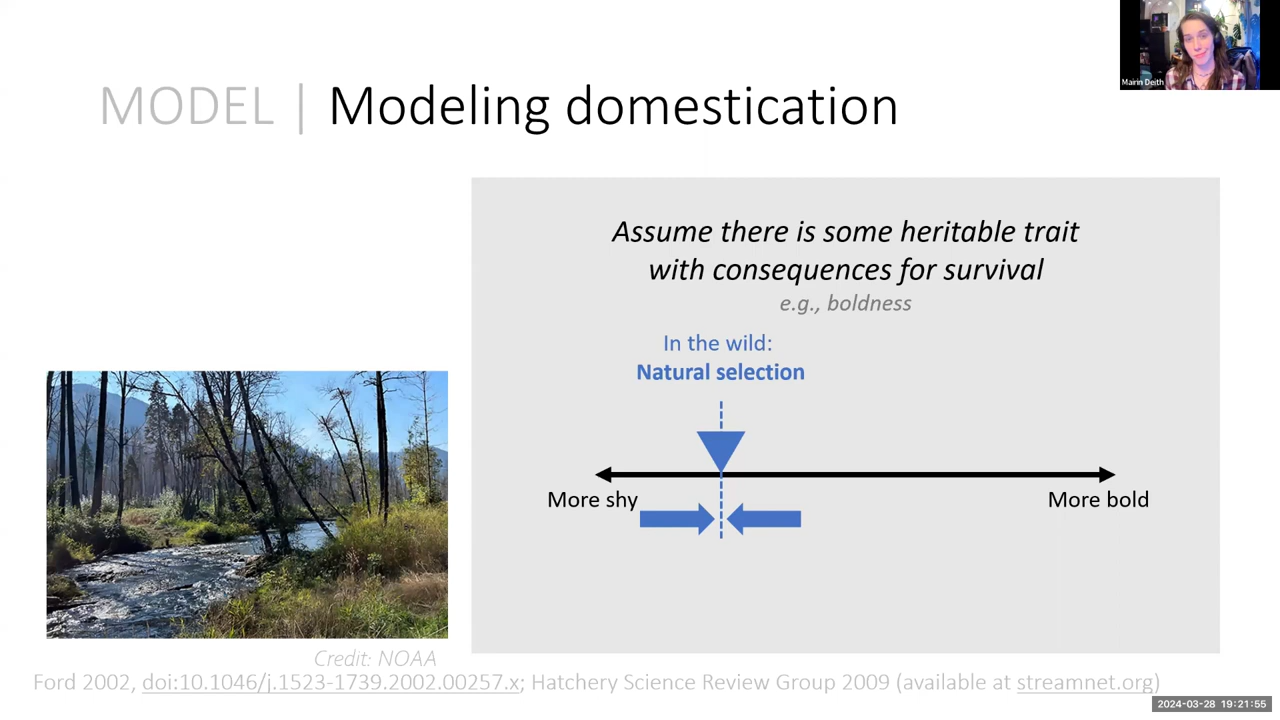 Mairin Deith
MODEL | Modeling domestication
Assume there is some heritable trait
with consequences for survival
e.g., boldness
In the wild:
Natural selection
More shy
More bold
Credit: NOAA
Ford 2002, doi:10.1046/j.1523-1739.2002.00257.x; Hatchery Science Review Group 2009 (available at streamnet.org)
2024-03-28 19:21:55